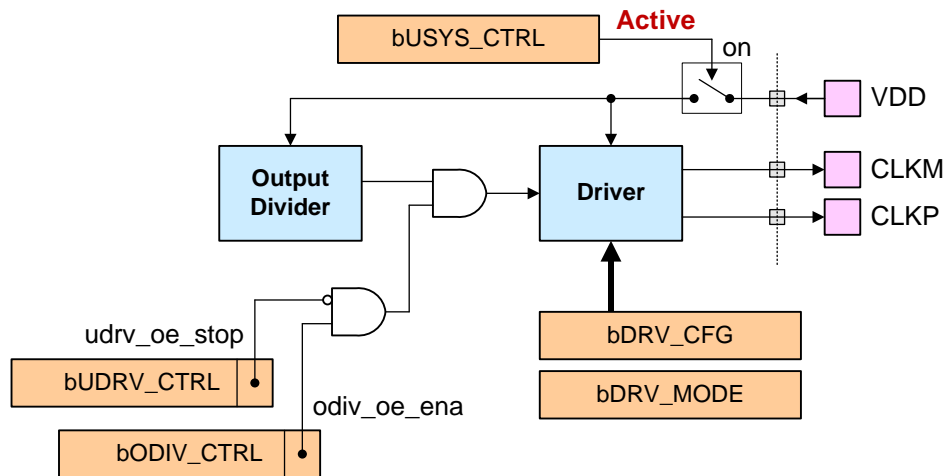 Active
bUSYS_CTRL
on
VDD
Output
Divider
Driver
CLKM
CLKP
udrv_oe_stop
bDRV_CFG
bUDRV_CTRL
bDRV_MODE
odiv_oe_ena
bODIV_CTRL